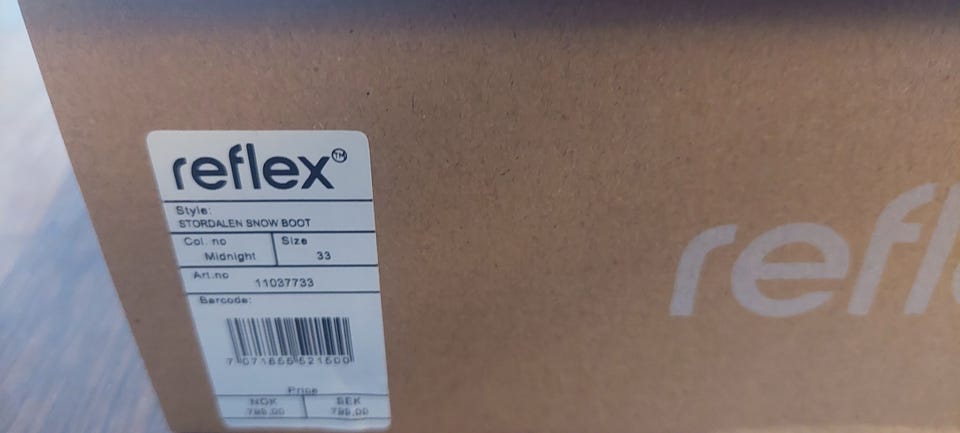 reflex™
Style:
STORDALEN SNOW BOOT
Col. no Size
Midnight 33
Art.no
11037733
Barcode:
Price
NOK SEK
refl